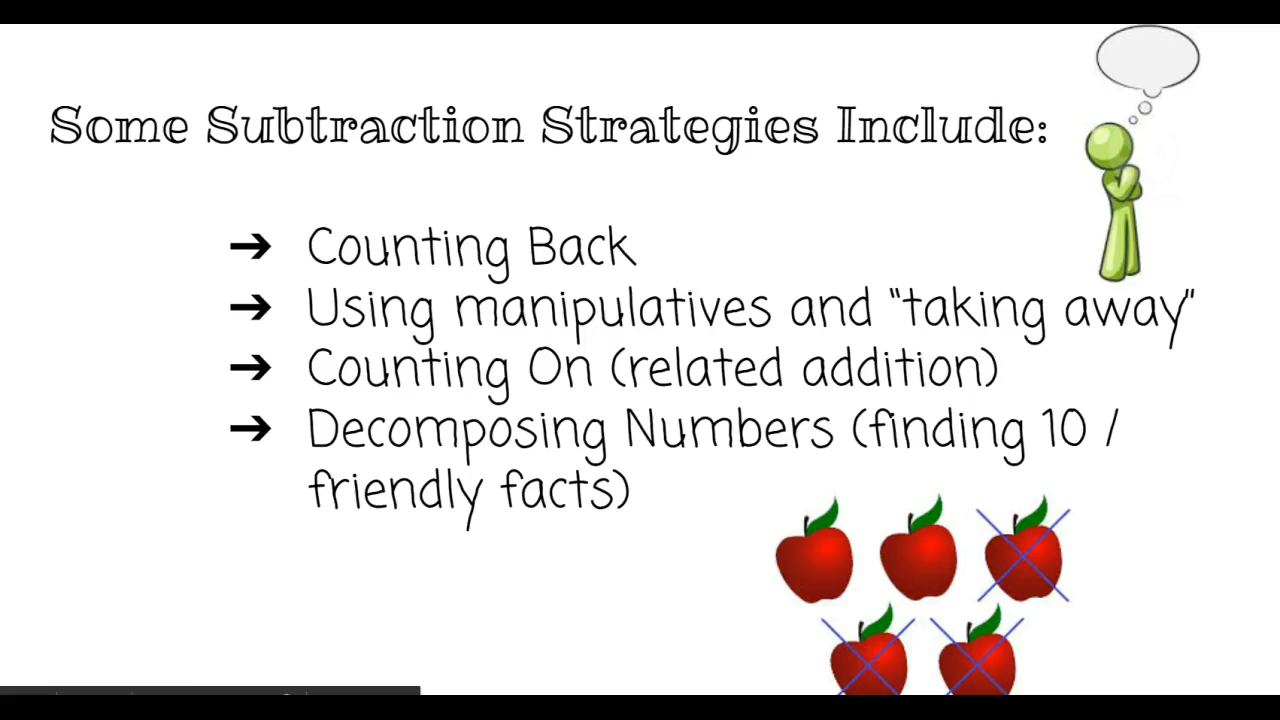 Some Subtraction Strategies Include:
➔ Counting Back
➔ Using manipulatives and "taking away"
➔ Counting On (related addition)
➔ Decomposing Numbers (finding 10 /
friendly facts)